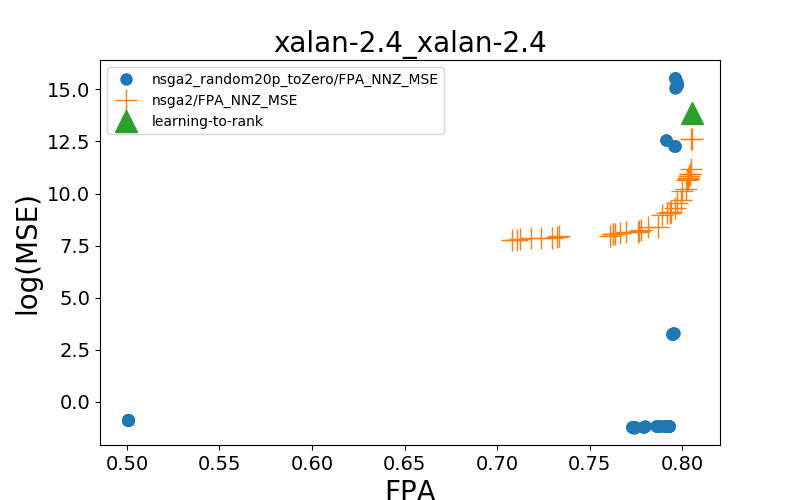 xalan-2.4_xalan-2.4
nsga2_random20p_toZero/FPA_NNZ_MSE
nsga2/FPA_NNZ_MSE
learning-to-rank
log(MSE)
15.0
12.5
10.0
7.5
5.0
2.5
0.0
0.50 0.55 0.60 0.65 0.70 0.75 0.80
FPA